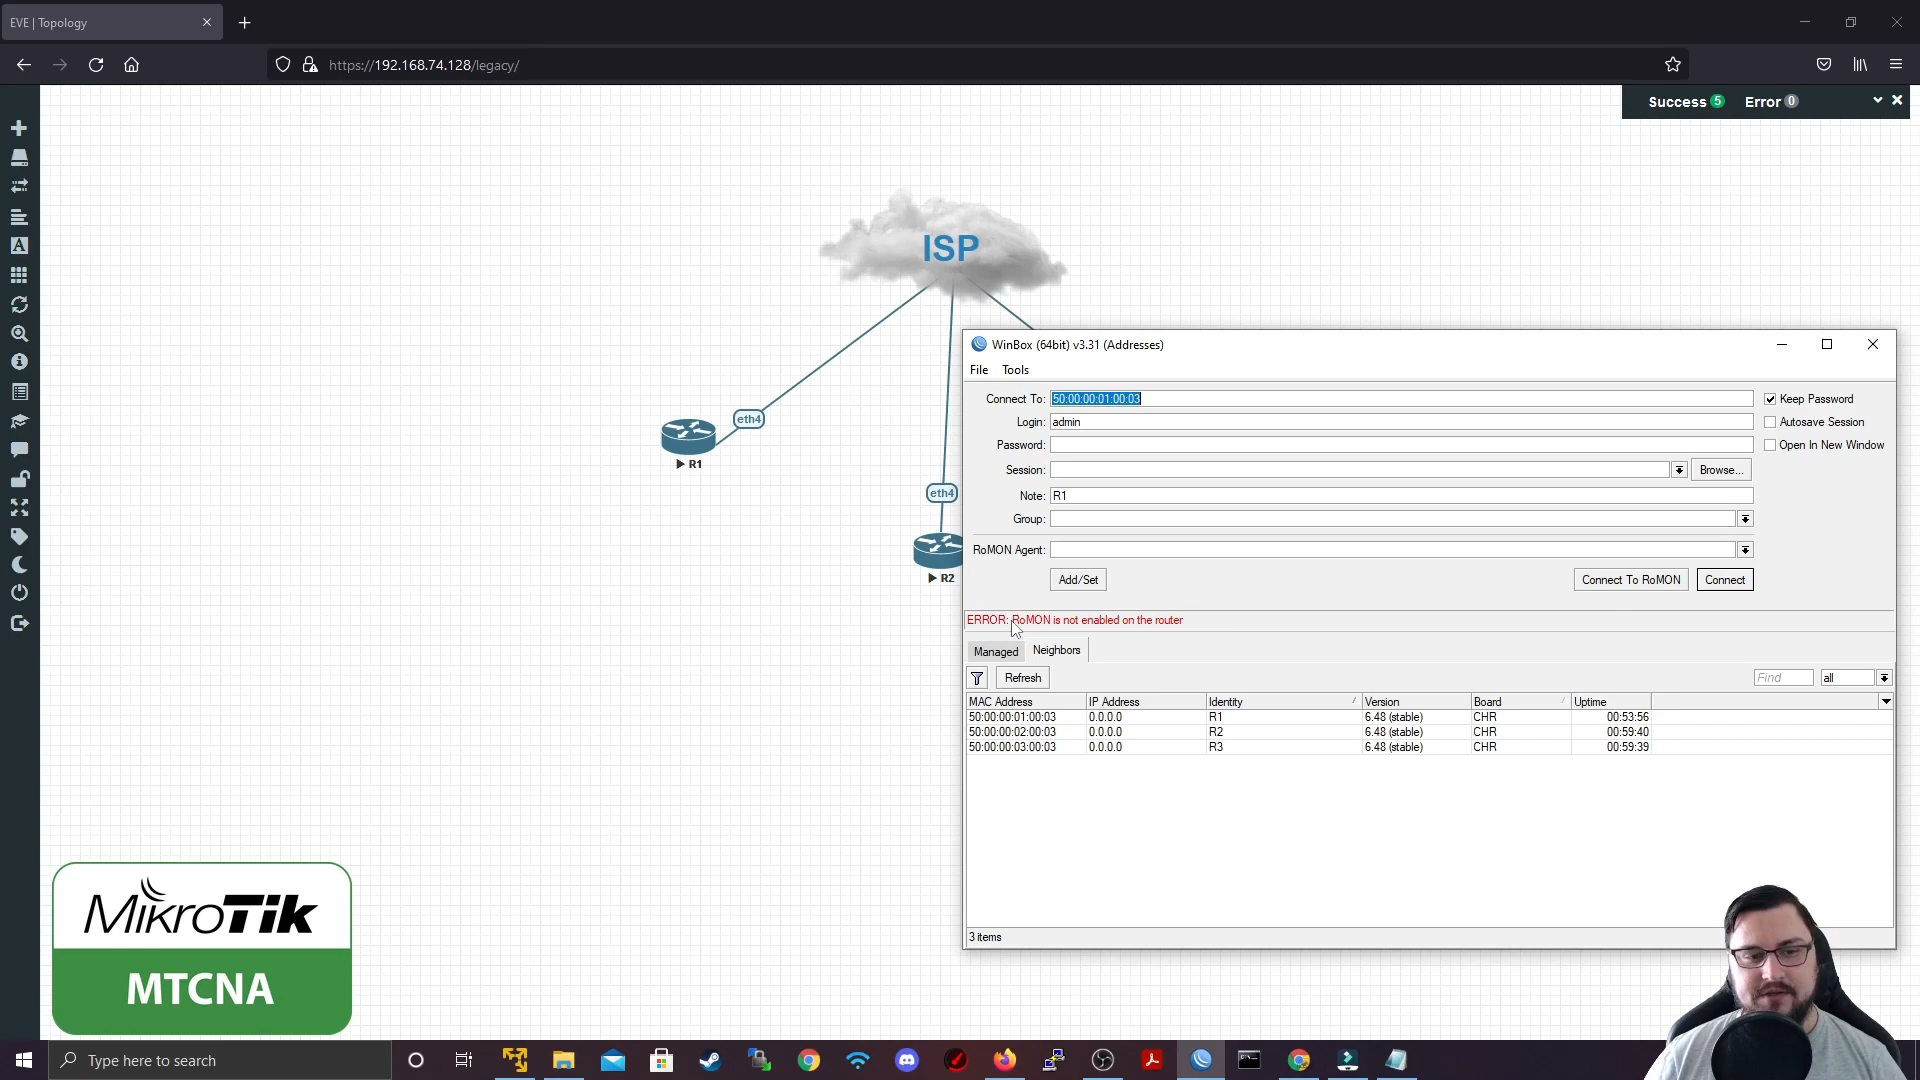 EVE | Topology
https://192.168.74.128/legacy/
Success 5 Error 0
ISP
eth4
R1
eth4
R2
WinBox (64bit) v3.31 (Addresses)
File Tools
Connect To: 50:00:00:01:00:03 Keep Password
Login: admin Autosave Session
Password: Open In New Window
Session: Browse...
Note: R1
Group:
RoMON Agent:
Add/Set Connect To RoMON Connect
ERROR: RoMON is not enabled on the router
Managed Neighbors
Refresh Find all
MAC Address IP Address Identity Version Board Uptime
50:00:00:01:00:03 0.0.0.0 R1 6.48 (stable) CHR 00:53:56
50:00:00:02:00:03 0.0.0.0 R2 6.48 (stable) CHR 00:59:40
50:00:00:03:00:03 0.0.0.0 R3 6.48 (stable) CHR 00:59:39
3 items
MikroTik
MTCNA
Type here to search